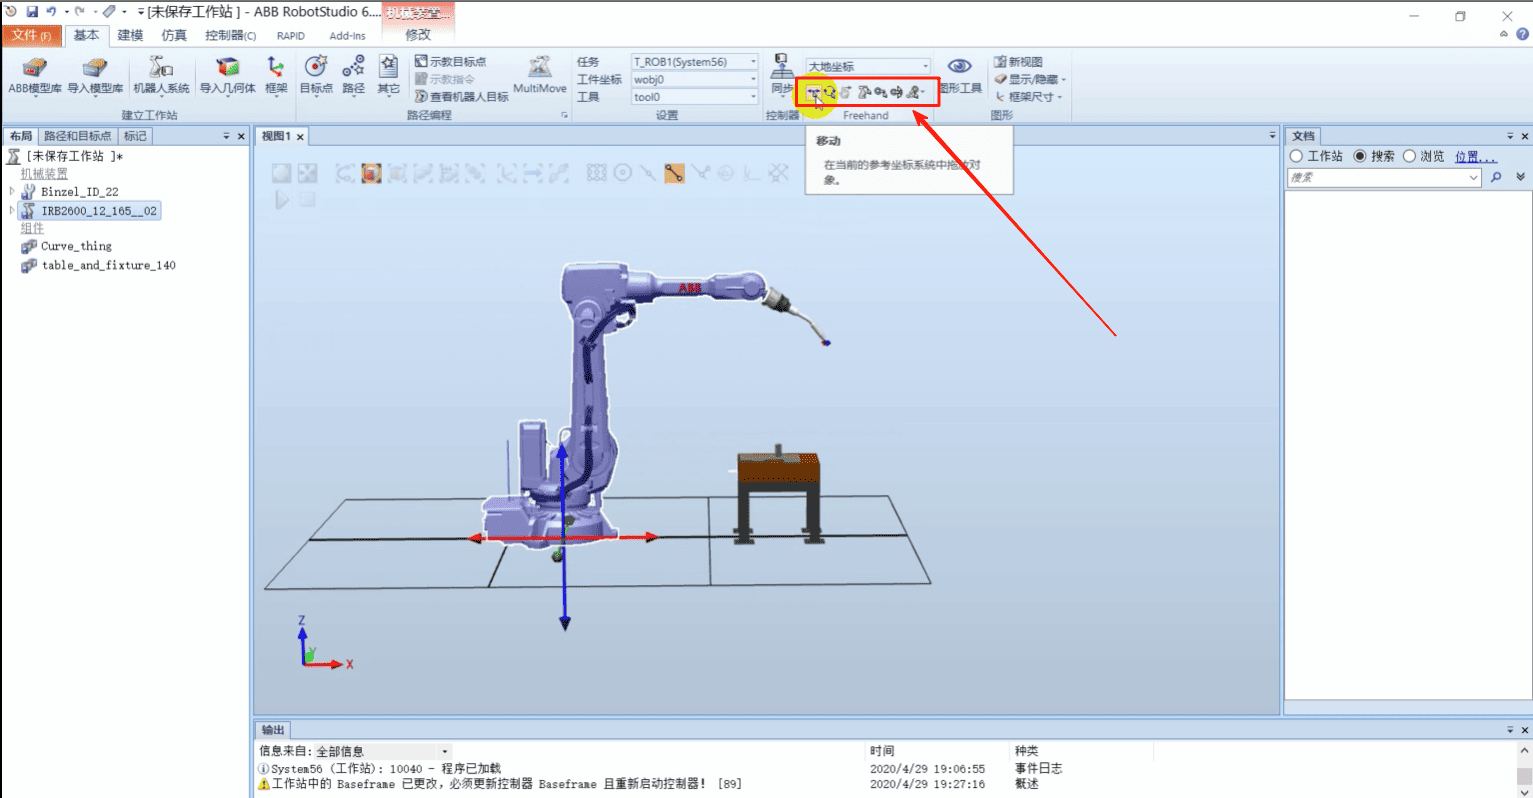 [未保存工作站 ] - ABB RobotStudio 6....
机械装置...
文件(F) 基本 建模 仿真 控制器(C) RAPID Add-Ins 修改
ABB模型库 导入模型库 机器人系统 导入几何体 框架
建立工作站
目标点 路径 其它
示教目标点
示教指令
查看机器人目标
MultiMove
路径编程
任务 T_ROB1(System56)
工件坐标 wobj0
工具 tool0
设置
同步
控制器
大地坐标
Freehand
图形工具
新视图
显示/隐藏
框架尺寸
图形
移动
在当前的参考坐标系统中拖放对
象。
布局 路径和目标点 标记
[未保存工作站 ]*
机械装置
Binzel_ID_22
IRB2600_12_165__02
组件
Curve_thing
table_and_fixture_140
视图1
ABB
Z
Y
X
文档
工作站 搜索 浏览 位置...
搜索
输出
信息来自: 全部信息 时间 种类
System56 (工作站): 10040 - 程序已加载 2020/4/29 19:06:55 事件日志
工作站中的 Baseframe 已更改，必须更新控制器 Baseframe 且重新启动控制器! [89] 2020/4/29 19:27:16 概述